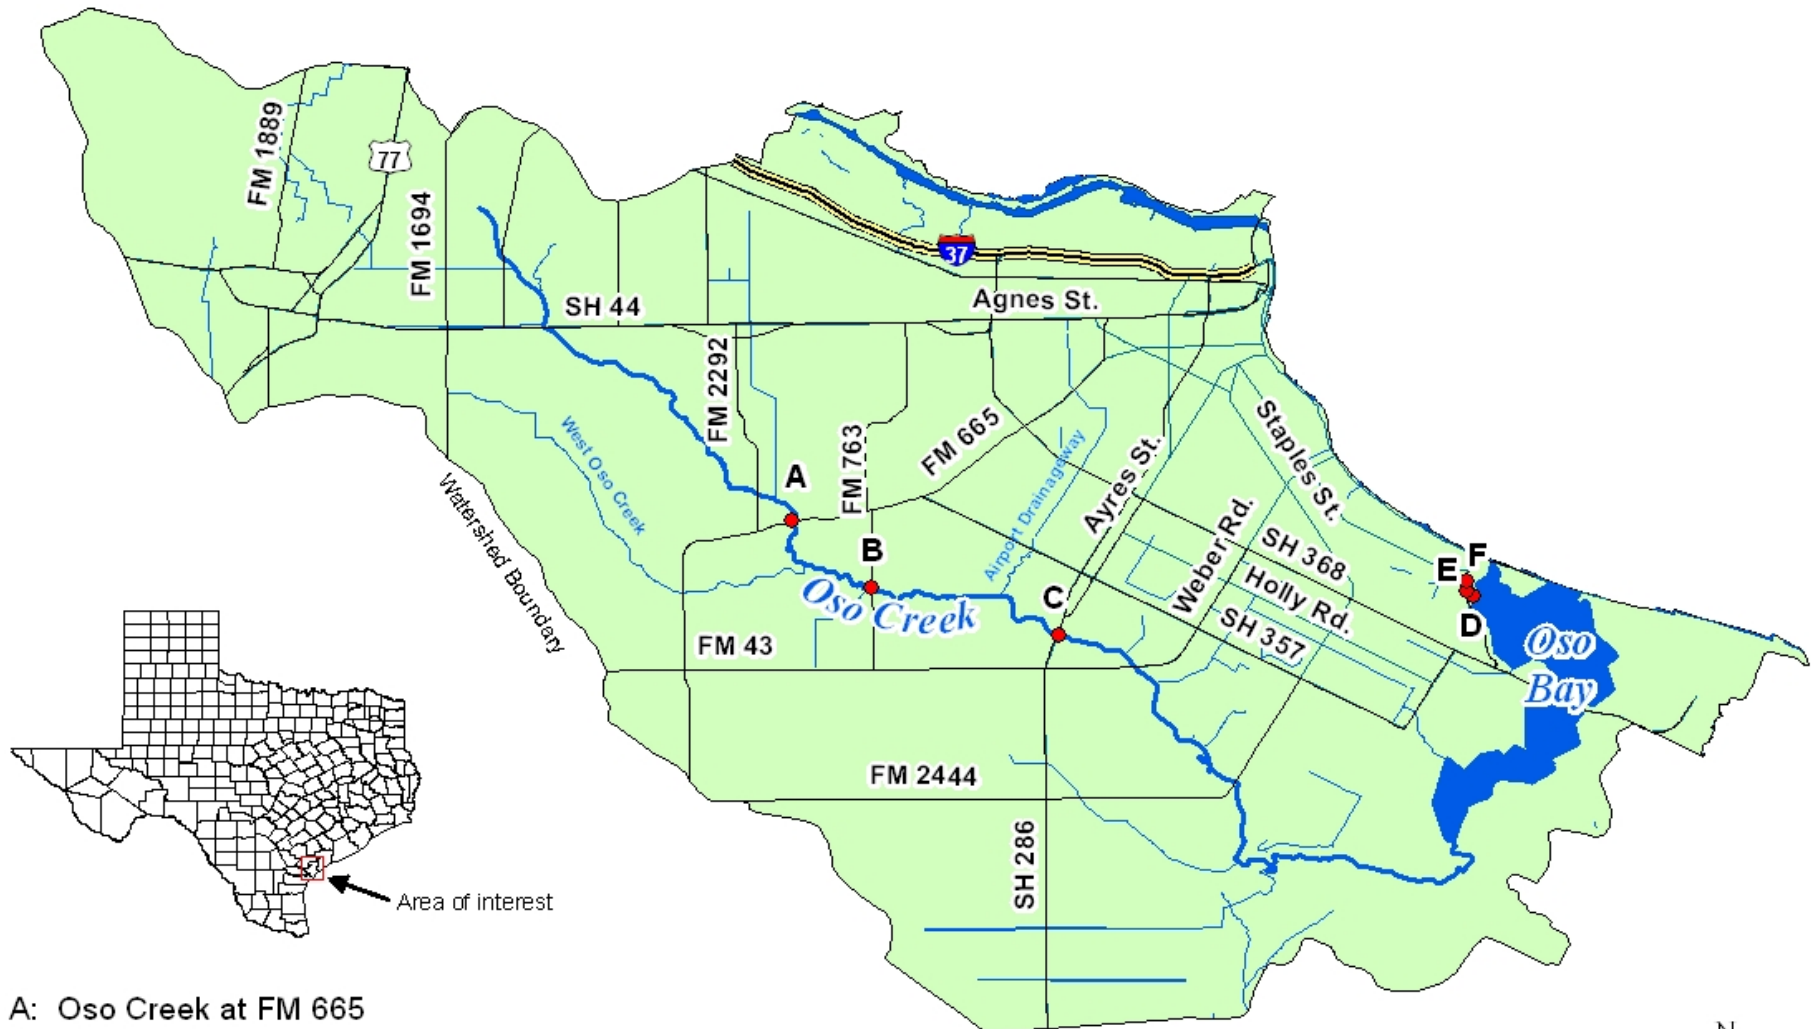 FM 1889
77
FM 1694
37
SH 44
Agnes St.
FM 2292
FM 763
FM 665
West Oso Creek
Airport Drainageway
Ayres St.
Staples St.
Weber Rd.
SH 368
Holly Rd.
SH 357
A
B
C
E
F
D
Oso Creek
Oso
Bay
Watershed Boundary
FM 43
FM 2444
SH 286
Area of interest
A: Oso Creek at FM 665
N